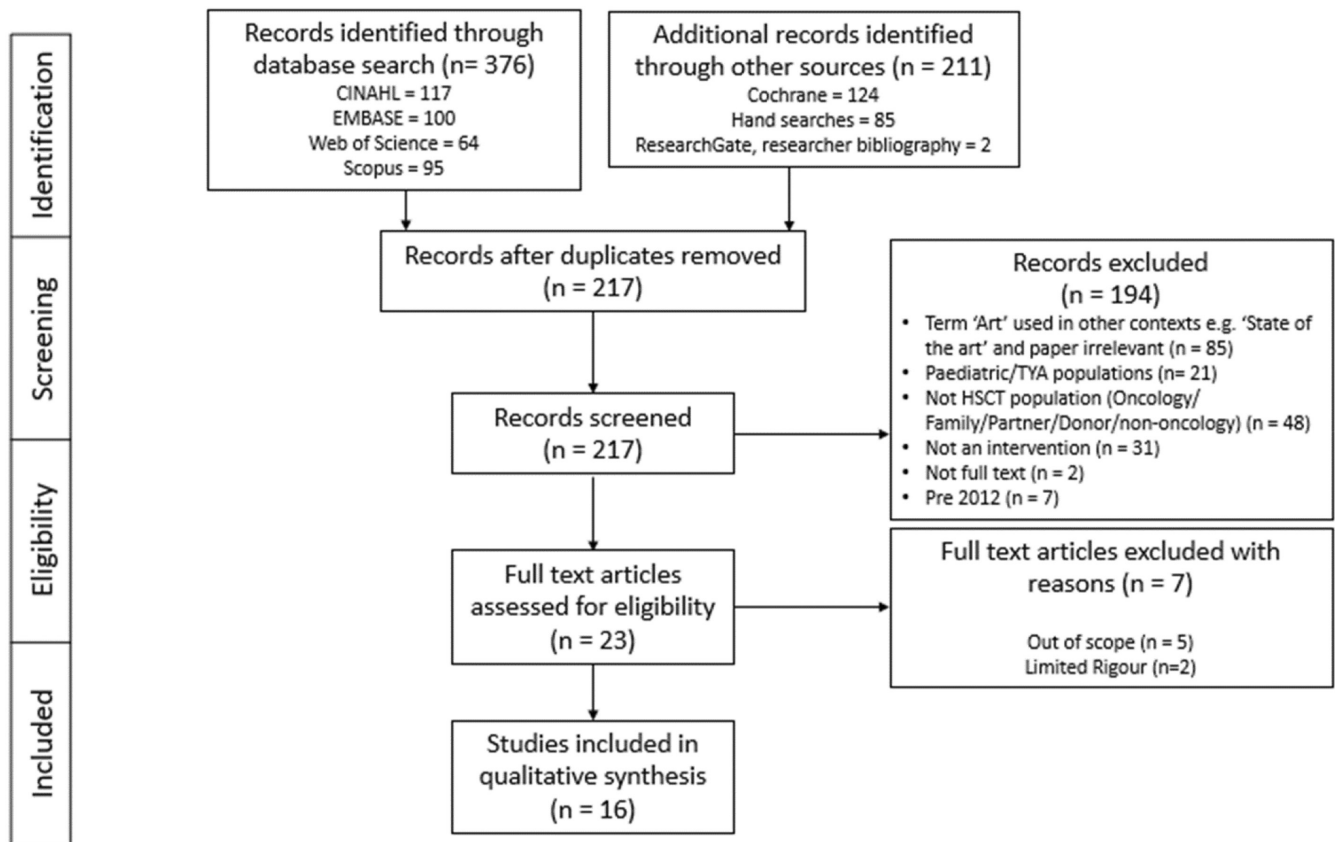 Identification
Records identified through
database search (n= 376)
CINAHL = 117
EMBASE = 100
Web of Science = 64
Scopus = 95
Additional records identified
through other sources (n = 211)
Cochrane = 124
Hand searches = 85
ResearchGate, researcher bibliography = 2
Screening
Records after duplicates removed
(n = 217)
Records screened
(n = 217)
Records excluded
(n = 194)
• Term ‘Art’ used in other contexts e.g. ‘State of
the art’ and paper irrelevant (n = 85)
• Paediatric/TYA populations (n= 21)
• Not HSCT population (Oncology/
Family/Partner/Donor/non-oncology) (n = 48)
• Not an intervention (n = 31)
• Not full text (n = 2)
• Pre 2012 (n = 7)
Eligibility
Full text articles
assessed for eligibility
(n = 23)
Full text articles excluded with
reasons (n = 7)
Out of scope (n = 5)
Limited Rigour (n=2)
Included
Studies included in
qualitative synthesis
(n = 16)